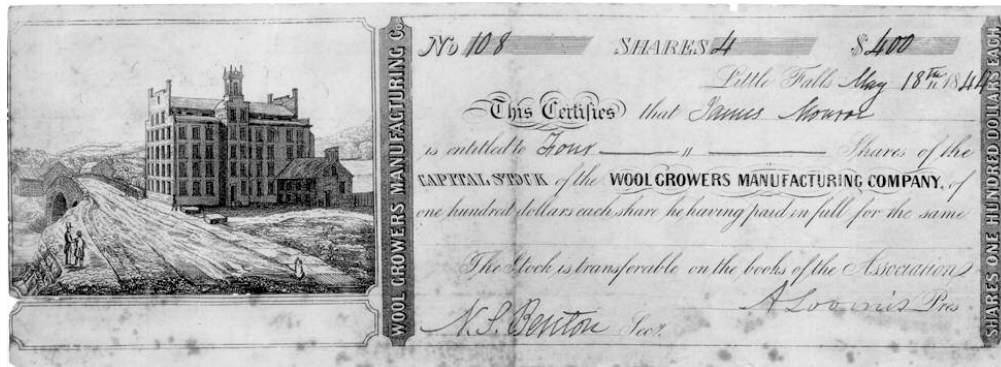 WOOL GROWERS MANUFACTURING Co
No 108 SHARES 4 $ 400
Little Falls May 18th 1844
This Certifies that James Monroe
is entitled to Four " Shares of the
CAPITAL STOCK of the WOOL GROWERS MANUFACTURING COMPANY, of
one hundred dollars each share he having paid in full for the same
The Stock is transferable on the books of the Association
A Loomis Pres
N. S. Benton Secy.
SHARES ONE HUNDRED DOLLARS EACH